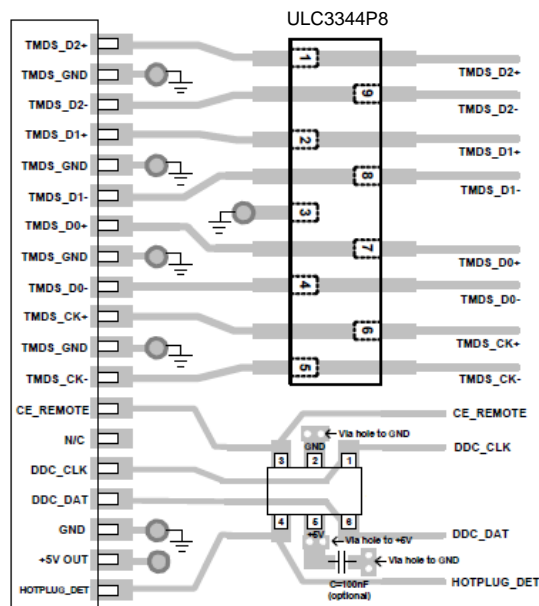 ULC3344P8
TMDS_D2+
TMDS_GND
TMDS_D2-
TMDS_D1+
TMDS_GND
TMDS_D1-
TMDS_D0+
TMDS_GND
TMDS_D0-
TMDS_CK+
TMDS_GND
TMDS_CK-
CE_REMOTE
N/C
DDC_CLK
DDC_DAT
GND
+5V OUT
HOTPLUG_DET
1
9
2
8
3
7
4
6
5
TMDS_D2+
TMDS_D2-
TMDS_D1+
TMDS_D1-
TMDS_D0+
TMDS_D0-
TMDS_CK+
TMDS_CK-
CE_REMOTE
Via hole to GND
GND
DDC_CLK
3 2 1
4 5 6
+5V
DDC_DAT
Via hole to +5V
Via hole to GND
C=100nF
(optional)
HOTPLUG_DET